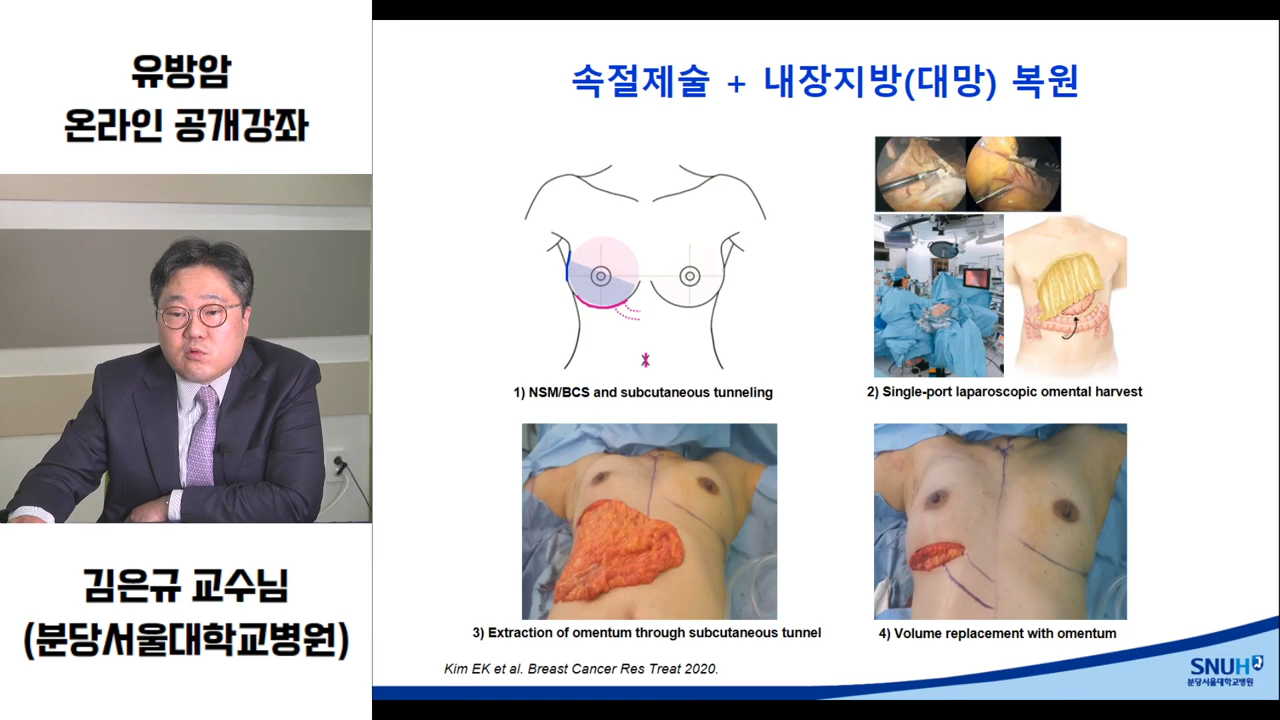 유방암
온라인 공개강좌
김은규 교수님
(분당서울대학교병원)
속절제술 + 내장지방(대망) 복원
1) NSM/BCS and subcutaneous tunneling
2) Single-port laparoscopic omental harvest
3) Extraction of omentum through subcutaneous tunnel
4) Volume replacement with omentum
Kim EK et al. Breast Cancer Res Treat 2020.
SNUH
분당서울대학교병원